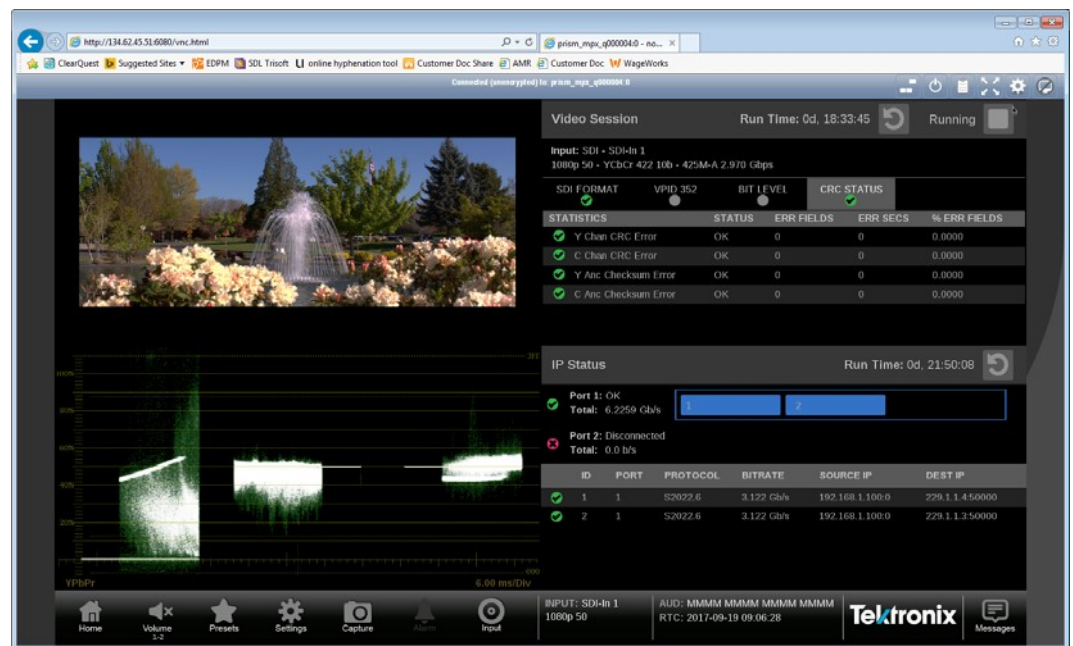 http://134.62.45.51:6080/vnc.html
prism_mpx_q000004:0 - no...
ClearQuest Suggested Sites EDPM SDL Trisoft online hyphenation tool Customer Doc Share AMR Customer Doc WageWorks
Connected (unencrypted) to: prism_mpx_q000004:0
Video Session Run Time: 0d, 18:33:45 Running
Input: SDI - SDI-In 1
1080p 50 - YCbCr 422 10b - 425M-A 2.970 Gbps
SDI FORMAT VPID 352 BIT LEVEL CRC STATUS
STATISTICS STATUS ERR FIELDS ERR SECS % ERR FIELDS
Y Chan CRC Error OK 0 0 0.0000
C Chan CRC Error OK 0 0 0.0000
Y Anc Checksum Error OK 0 0 0.0000
C Anc Checksum Error OK 0 0 0.0000
3FF
100%
80%
60%
40%
20%
000
YPbPr 6.00 ms/Div
IP Status Run Time: 0d, 21:50:08
Port 1: OK
Total: 6.2259 Gb/s
1 2
Port 2: Disconnected
Total: 0.0 b/s
ID PORT PROTOCOL BITRATE SOURCE IP DEST IP
1 1 S2022.6 3.122 Gb/s 192.168.1.100:0 229.1.1.4:50000
2 1 S2022.6 3.122 Gb/s 192.168.1.100:0 229.1.1.3:50000
Home Volume Presets Settings Capture Alarm Input
1-2
INPUT: SDI-In 1
1080p 50
AUD: MMMM MMMM MMMM MMMM
RTC: 2017-09-19 09:06:28
Tektronix
Messages